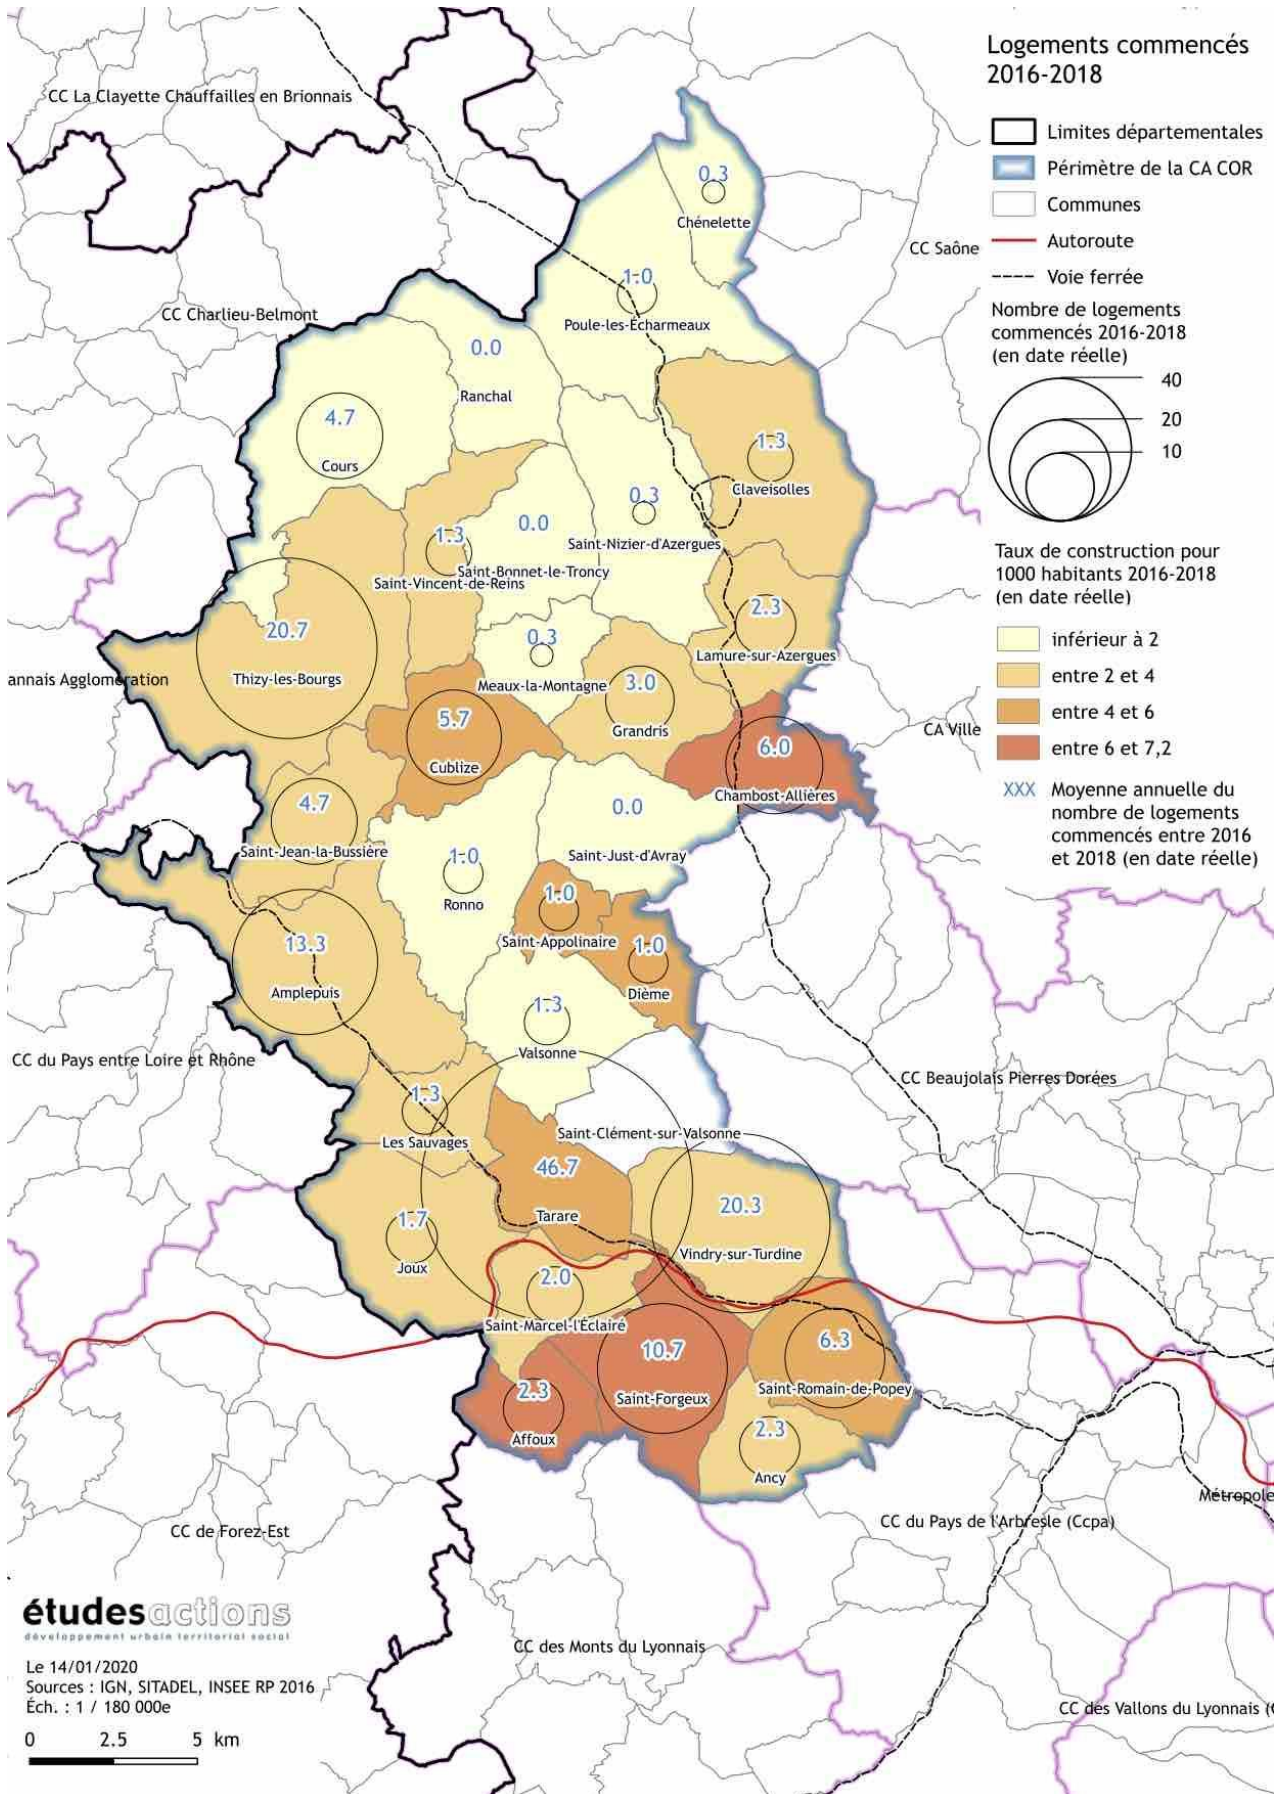 Logements commencés
2016-2018
Limites départementales
Périmètre de la CA COR
Communes
Autoroute
Voie ferrée
Nombre de logements
commencés 2016-2018
(en date réelle)
40
20
10
Taux de construction pour
1000 habitants 2016-2018
(en date réelle)
inférieur à 2
entre 2 et 4
entre 4 et 6
entre 6 et 7,2
XXX Moyenne annuelle du
nombre de logements
commencés entre 2016
et 2018 (en date réelle)
CC La Clayette Chauffailles en Brionnais
0.3
Chénelette
CC Saône
1.0
Poule-les-Écharmeaux
CC Charlieu-Belmont
0.0
Ranchal
4.7
Cours
1.3
Claveisolles
0.3
Saint-Nizier-d'Azergues
0.0
Saint-Bonnet-le-Troncy
1.3
Saint-Vincent-de-Reins
2.3
Lamure-sur-Azergues
20.7
Thizy-les-Bourgs
annais Agglomération
0.3
Meaux-la-Montagne
3.0
Grandris
5.7
Cublize
6.0
Chambost-Allières
CA Ville
4.7
Saint-Jean-la-Bussière
0.0
Saint-Just-d'Avray
1.0
Ronno
1.0
Saint-Appolinaire
1.0
Dième
13.3
Amplepuis
1.3
Valsonne
CC du Pays entre Loire et Rhône
CC Beaujolais Pierres Dorées
1.3
Les Sauvages
Saint-Clément-sur-Valsonne
46.7
Tarare
20.3
Vindry-sur-Turdine
1.7
Joux
2.0
Saint-Marcel-l'Éclairé
10.7
Saint-Forgeux
6.3
Saint-Romain-de-Popey
2.3
Affoux
2.3
Ancy
Métropole
CC du Pays de l'Arbresle (Ccpa)
CC de Forez-Est
CC des Monts du Lyonnais
CC des Vallons du Lyonnais (
étudesactions
développement urbain territorial social
Le 14/01/2020
Sources : IGN, SITADEL, INSEE RP 2016
Éch. : 1 / 180 000e
0 2.5 5 km